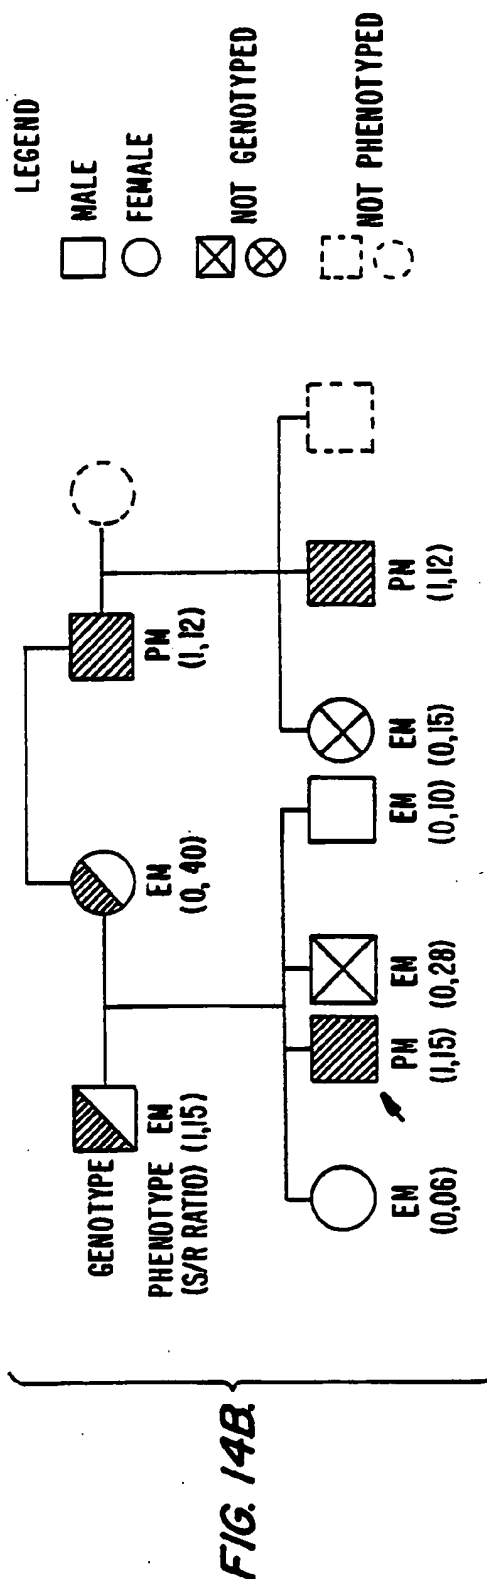 FIG. 14B.
GENOTYPE
PHENOTYPE EM EM PM
(S/R RATIO) (1,15) (0,40) (1,12)
EM PM EM EM EM PM
(0,06) (1,15) (0,28) (0,10) (0,15) (1,12)
LEGEND
MALE
FEMALE
NOT GENOTYPED
NOT PHENOTYPED